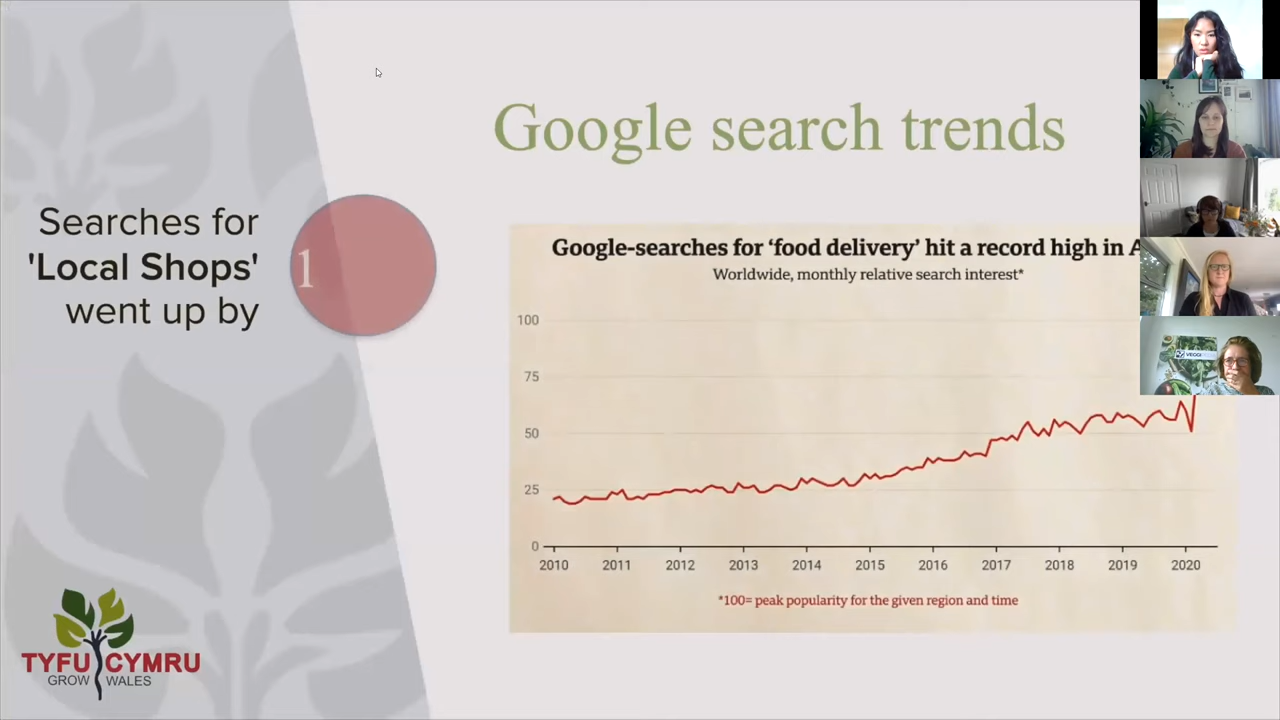 Google search trends
Searches for
'Local Shops'
went up by
1
Google-searches for ‘food delivery’ hit a record high in A
Worldwide, monthly relative search interest*
100
75
50
25
0
2010 2011 2012 2013 2014 2015 2016 2017 2018 2019 2020
*100= peak popularity for the given region and time
TYFU CYMRU
GROW WALES